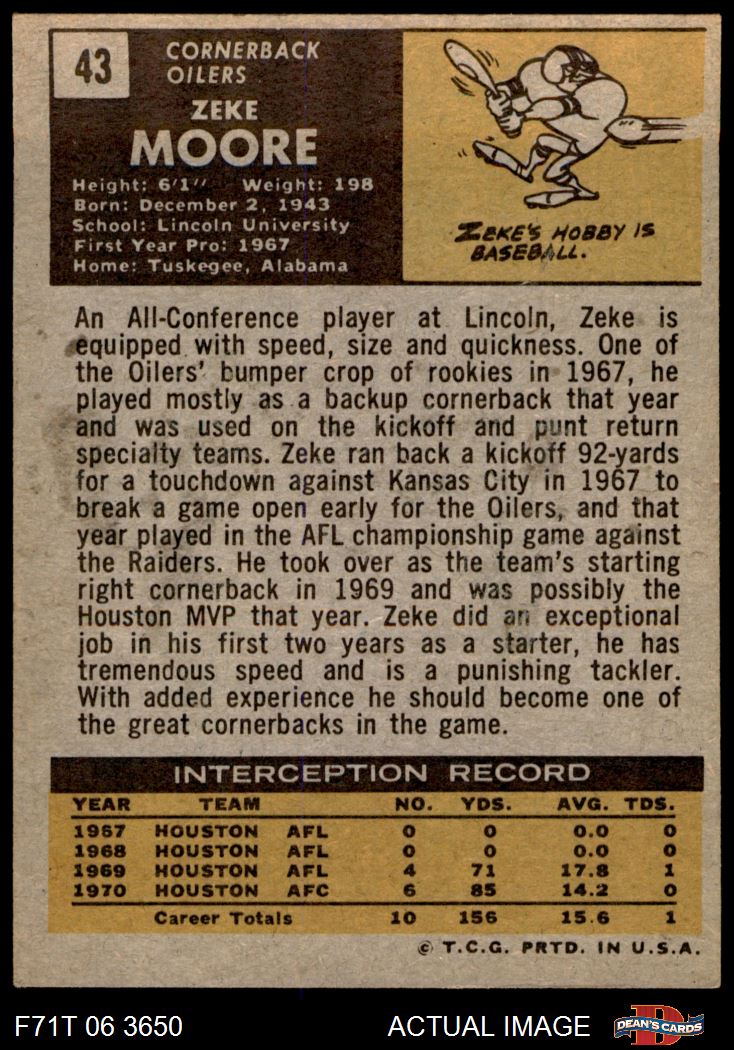 43
CORNERBACK
OILERS
ZEKE
MOORE
Height: 6'1" Weight: 198
Born: December 2, 1943
School: Lincoln University
First Year Pro: 1967
Home: Tuskegee, Alabama
ZEKE'S HOBBY IS
BASEBALL.
An All-Conference player at Lincoln, Zeke is
equipped with speed, size and quickness. One of
the Oilers' bumper crop of rookies in 1967, he
played mostly as a backup cornerback that year
and was used on the kickoff and punt return
specialty teams. Zeke ran back a kickoff 92-yards
for a touchdown against Kansas City in 1967 to
break a game open early for the Oilers, and that
year played in the AFL championship game against
the Raiders. He took over as the team's starting
right cornerback in 1969 and was possibly the
Houston MVP that year. Zeke did an exceptional
job in his first two years as a starter, he has
tremendous speed and is a punishing tackler.
With added experience he should become one of
the great cornerbacks in the game.
INTERCEPTION RECORD
YEAR TEAM NO. YDS. AVG. TDS.
1967 HOUSTON AFL 0 0 0.0 0
1968 HOUSTON AFL 0 0 0.0 0
1969 HOUSTON AFL 4 71 17.8 1
1970 HOUSTON AFC 6 85 14.2 0
Career Totals 10 156 15.6 1
© T.C.G. PRTD. IN U.S.A.
F71T 06 3650 ACTUAL IMAGE D DEAN'S CARDS